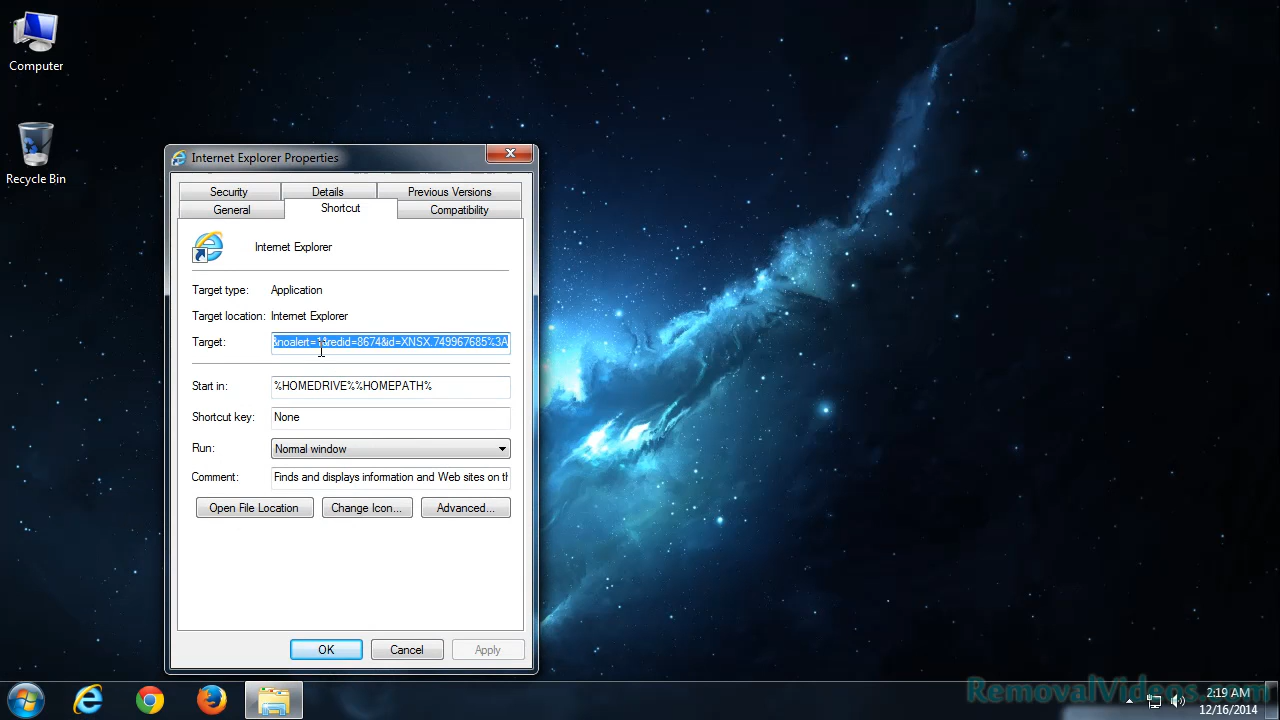 Computer
Recycle Bin
Internet Explorer Properties
Security Details Previous Versions
General Shortcut Compatibility
Internet Explorer
Target type: Application
Target location: Internet Explorer
Target: &noalert=1&redid=8674&id=XNSX.749967685%3A
Start in: %HOMEDRIVE%%HOMEPATH%
Shortcut key: None
Run: Normal window
Comment: Finds and displays information and Web sites on th
Open File Location Change Icon... Advanced...
OK Cancel Apply
RemovalVideos.com
2:19 AM
12/16/2014